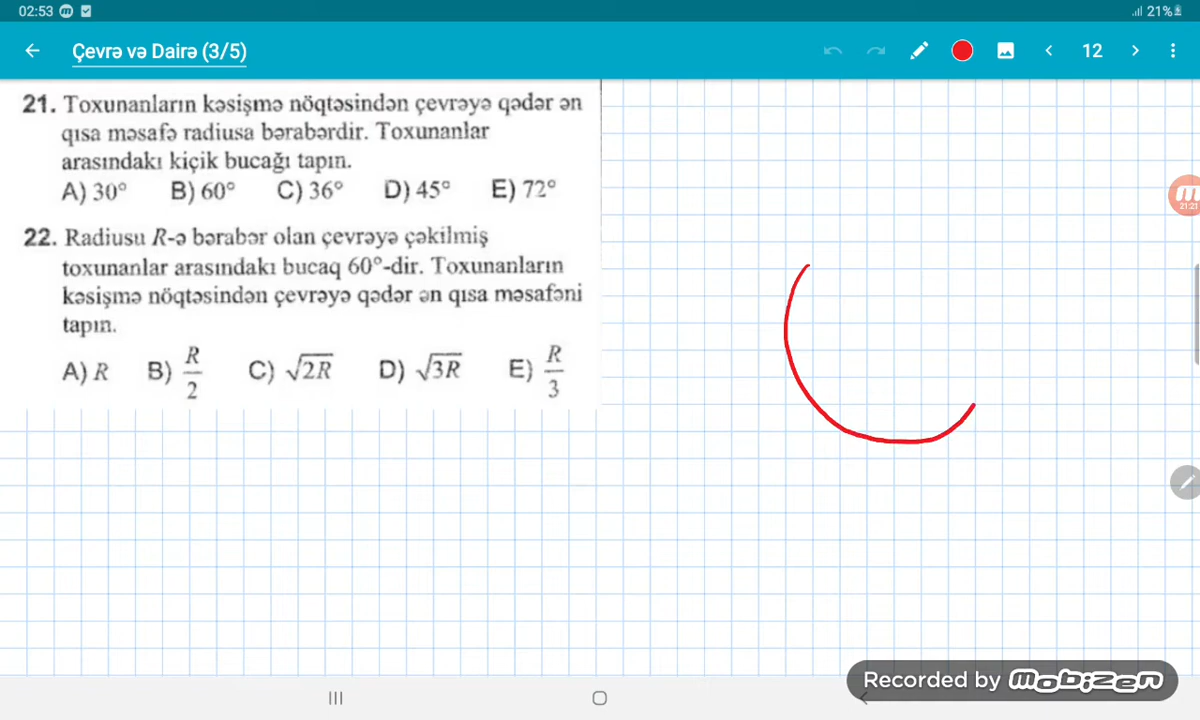 02:53
21%
Çevrə və Dairə (3/5)
12
21. Toxunanların kəsişmə nöqtəsindən çevrəyə qədər ən
qısa məsafə radiusa bərabərdir. Toxunanlar
arasındakı kiçik bucağı tapın.
A) 30° B) 60° C) 36° D) 45° E) 72°
22. Radiusu R-ə bərabər olan çevrəyə çəkilmiş
toxunanlar arasındakı bucaq 60°-dir. Toxunanların
kəsişmə nöqtəsindən çevrəyə qədər ən qısa məsafəni
tapın.
A) R B) R/2 C) √2R D) √3R E) R/3
21:21
Recorded by mobizen